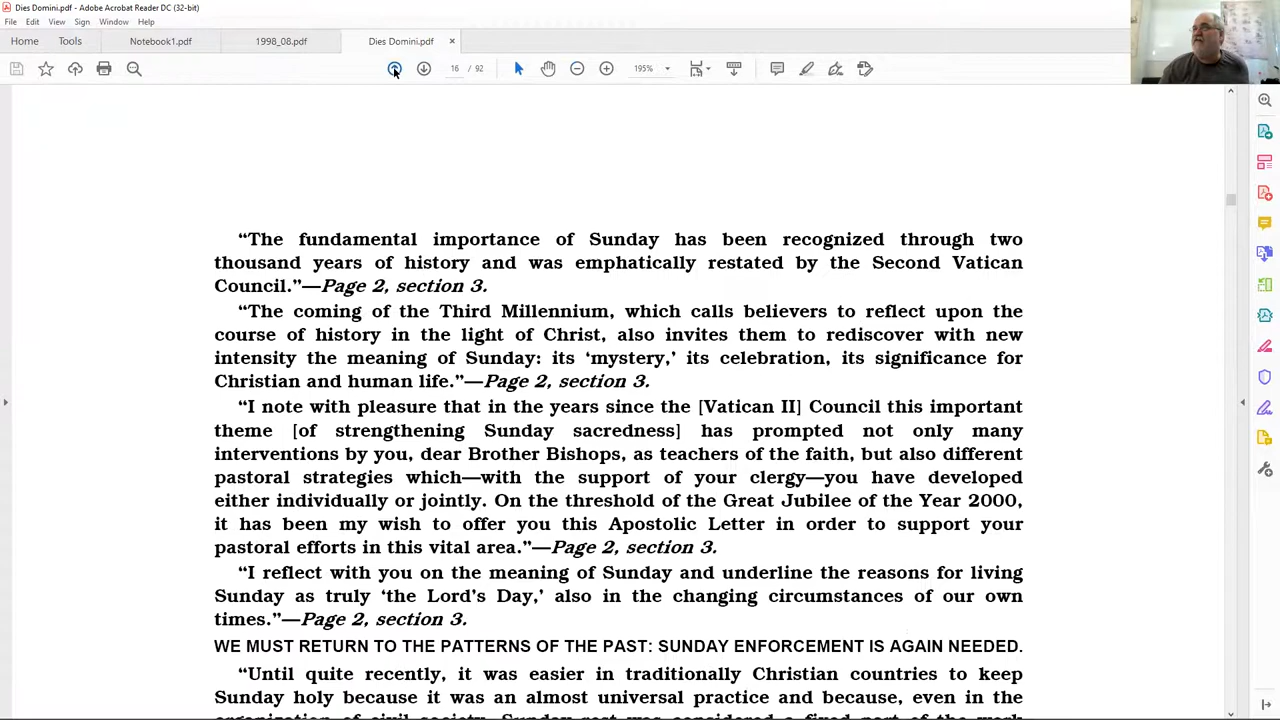 Dies Domini.pdf - Adobe Acrobat Reader DC (32-bit)
File Edit View Sign Window Help
Home Tools Notebook1.pdf 1998_08.pdf Dies Domini.pdf ×
16 / 92 195%
“The fundamental importance of Sunday has been recognized through two
thousand years of history and was emphatically restated by the Second Vatican
Council.”—Page 2, section 3.
“The coming of the Third Millennium, which calls believers to reflect upon the
course of history in the light of Christ, also invites them to rediscover with new
intensity the meaning of Sunday: its ‘mystery,’ its celebration, its significance for
Christian and human life.”—Page 2, section 3.
“I note with pleasure that in the years since the [Vatican II] Council this important
theme [of strengthening Sunday sacredness] has prompted not only many
interventions by you, dear Brother Bishops, as teachers of the faith, but also different
pastoral strategies which—with the support of your clergy—you have developed
either individually or jointly. On the threshold of the Great Jubilee of the Year 2000,
it has been my wish to offer you this Apostolic Letter in order to support your
pastoral efforts in this vital area.”—Page 2, section 3.
“I reflect with you on the meaning of Sunday and underline the reasons for living
Sunday as truly ‘the Lord’s Day,’ also in the changing circumstances of our own
times.”—Page 2, section 3.
WE MUST RETURN TO THE PATTERNS OF THE PAST: SUNDAY ENFORCEMENT IS AGAIN NEEDED.
“Until quite recently, it was easier in traditionally Christian countries to keep
Sunday holy because it was an almost universal practice and because, even in the
organization of civil society, Sunday rest was considered a fixed part of the work